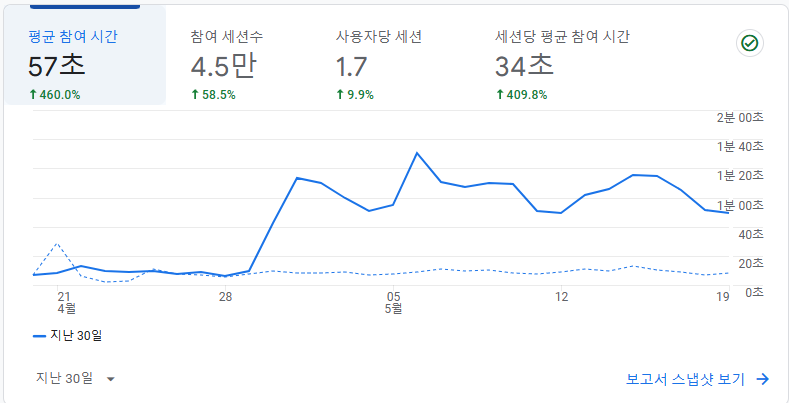 평균 참여 시간
57초
↑ 460.0%
참여 세션수
4.5만
↑ 58.5%
사용자당 세션
1.7
↑ 9.9%
세션당 평균 참여 시간
34초
↑ 409.8%
2분 00초
1분 40초
1분 20초
1분 00초
40초
20초
0초
21
4월
28
05
5월
12
19
지난 30일
지난 30일
보고서 스냅샷 보기